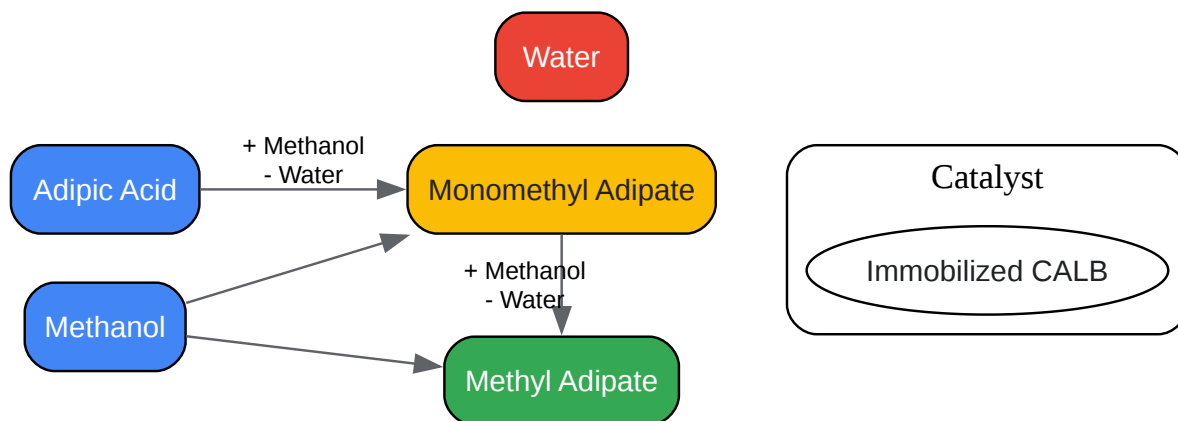 Water
+ Methanol
- Water
Adipic Acid
Monomethyl Adipate
Catalyst
+ Methanol
- Water
Immobilized CALB
Methanol
Methyl Adipate